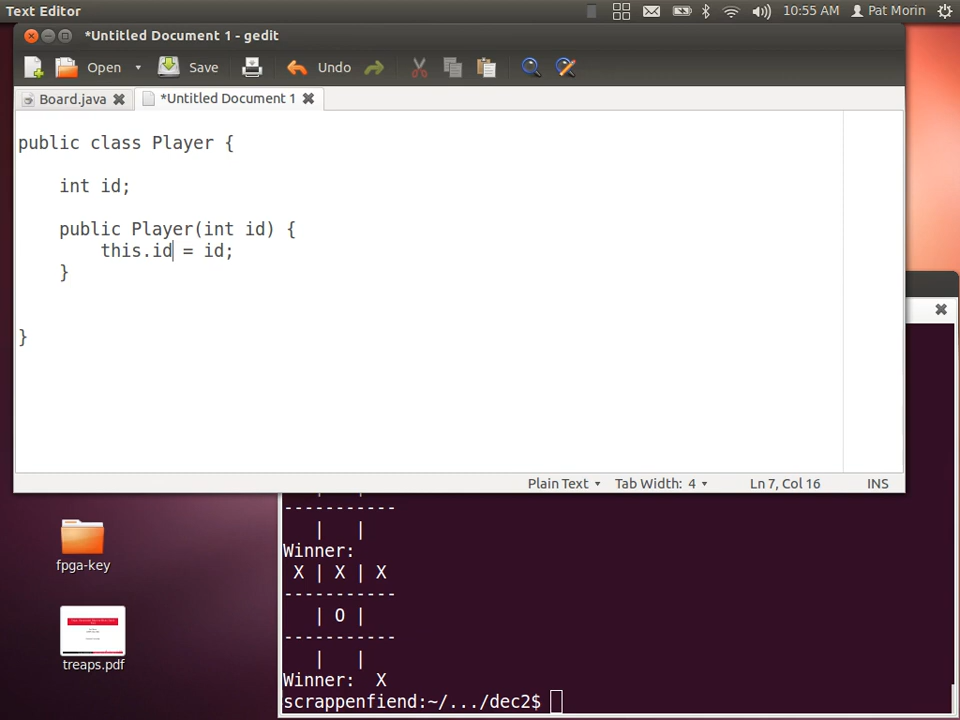 Text Editor
10:55 AM Pat Morin
*Untitled Document 1 - gedit
Open Save Undo
Board.java *Untitled Document 1
public class Player {
int id;
public Player(int id) {
this.id = id;
}
}
Plain Text Tab Width: 4 Ln 7, Col 16 INS
-----------
| |
Winner:
X | X | X
-----------
| O |
-----------
| |
Winner: X
scrappenfiend:~/.../dec2$
fpga-key
treaps.pdf